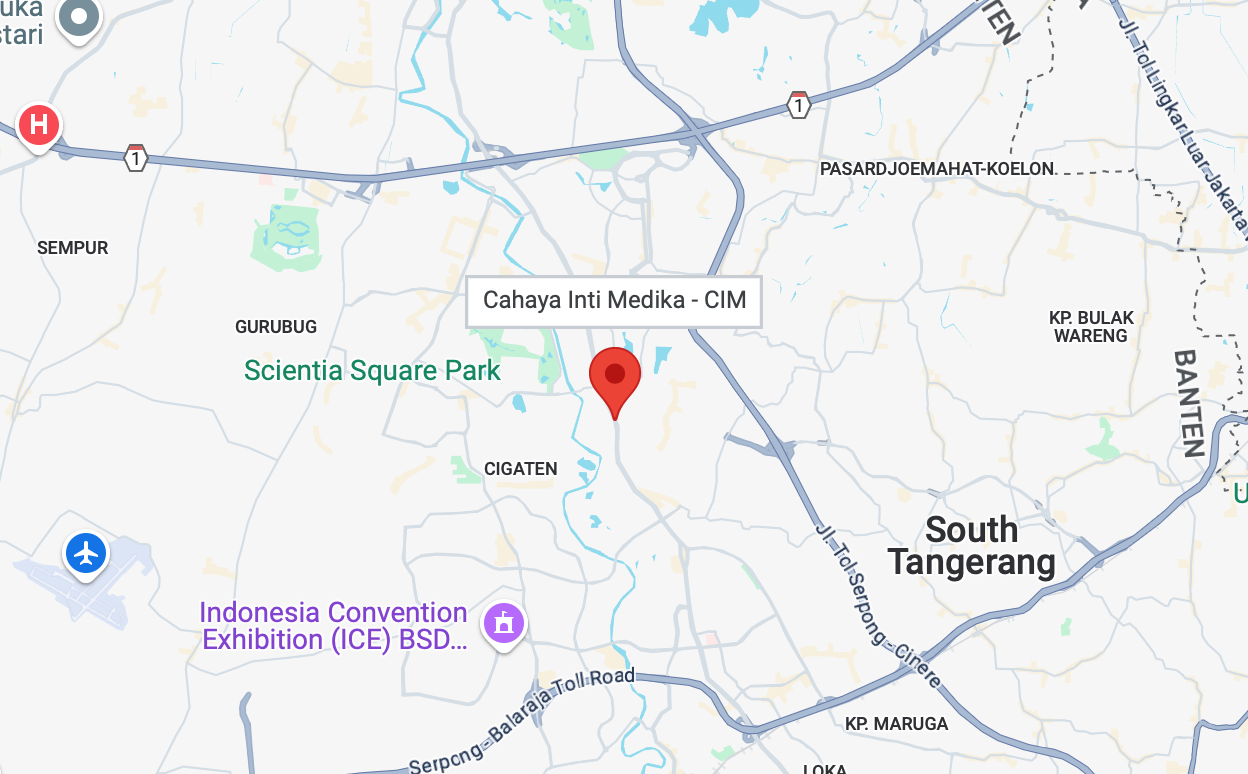 uka
stari
NTEN
Jl. Tol Lingkar Luar Jakarta
H
1
1
PASARDJOEMAHAT-KOELON
SEMPUR
Cahaya Inti Medika - CIM
GURUBUG
KP. BULAK
WARENG
Scientia Square Park
BANTEN
CIGATEN
U
South
Tangerang
Jl. Tol Serpong - Cinere
Indonesia Convention
Exhibition (ICE) BSD...
Serpong - Balaraja Toll Road
KP. MARUGA
LOKA